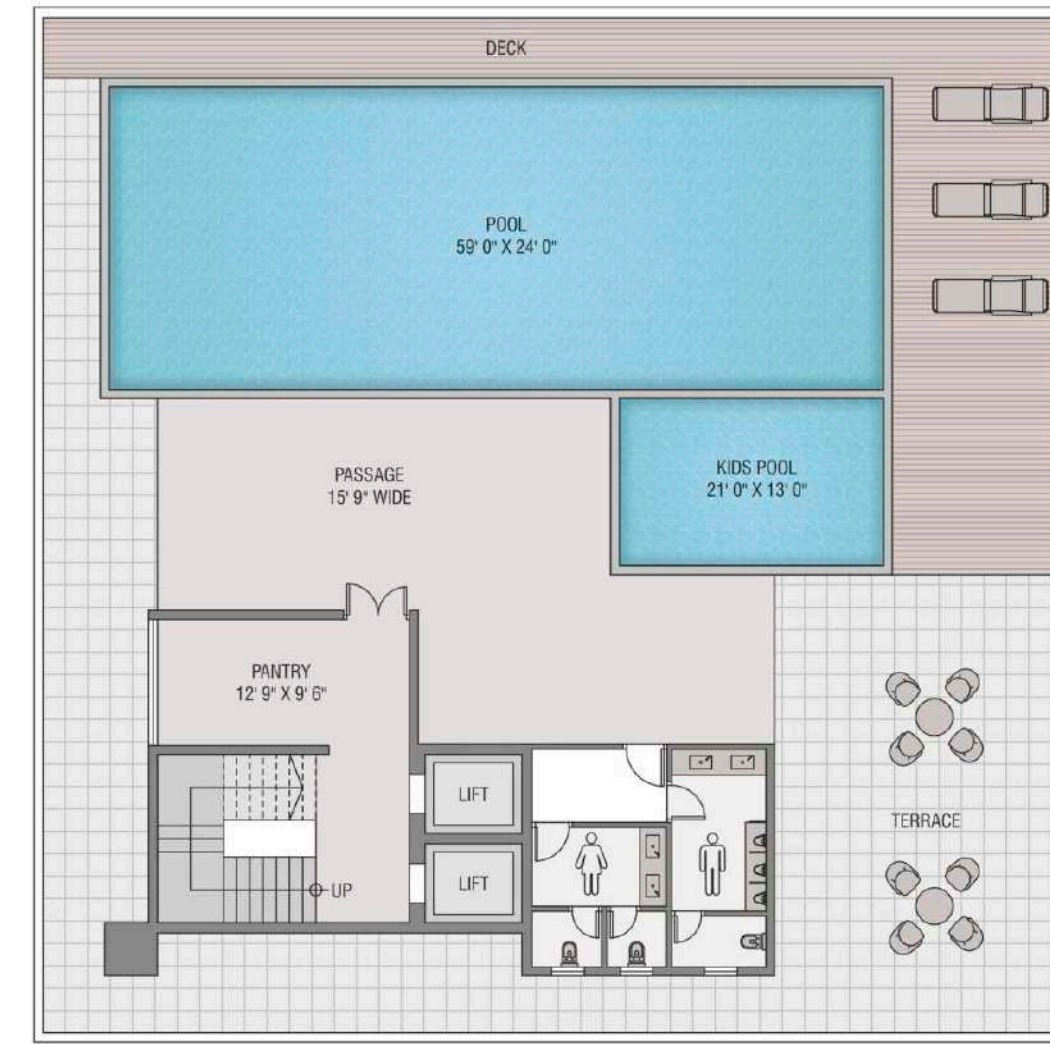 DECK
POOL
59' 0" X 24' 0"
KIDS POOL
21' 0" X 13' 0"
PASSAGE
15' 9" WIDE
PANTRY
12' 9" X 9' 6"
LIFT
LIFT
UP
TERRACE